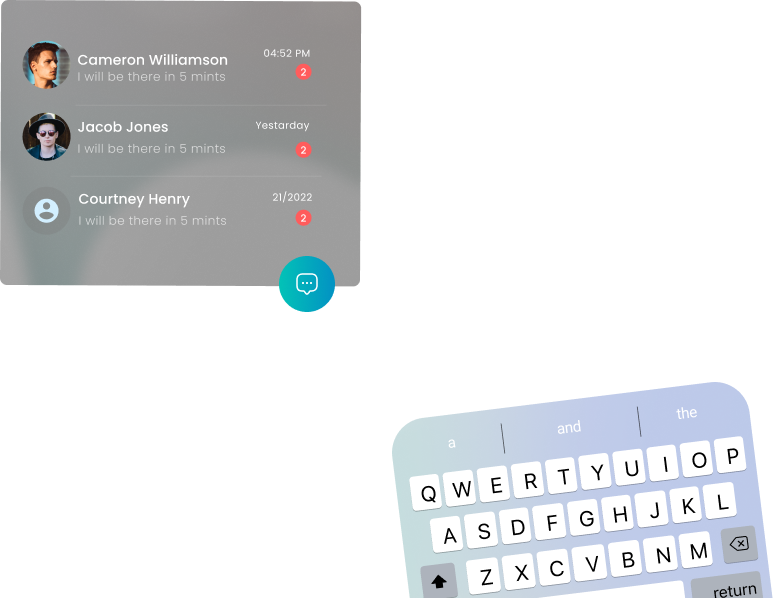 Cameron Williamson 04:52 PM
I will be there in 5 mints 2
Jacob Jones Yestarday
I will be there in 5 mints 2
Courtney Henry 21/2022
I will be there in 5 mints 2
a and the
Q W E R T Y U I O P
A S D F G H J K L
Z X C V B N M
return